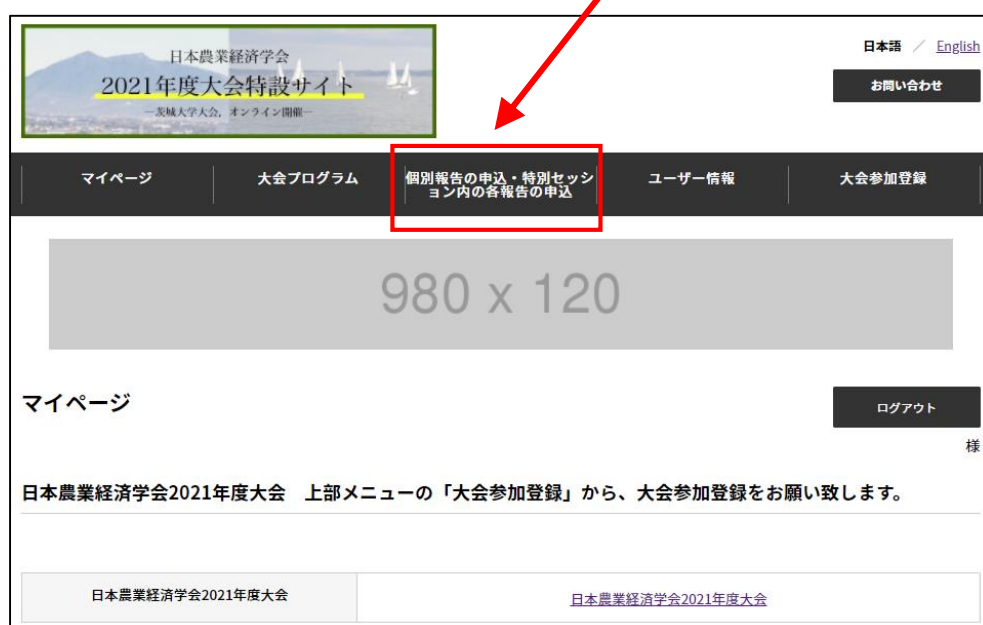 日本農業経済学会
2021年度大会特設サイト
―茨城大学大会，オンライン開催―
日本語 ／ English
お問い合わせ
マイページ
大会プログラム
個別報告の申込・特別セッシ
ョン内の各報告の申込
ユーザー情報
大会参加登録
980 x 120
マイページ
ログアウト
様
日本農業経済学会2021年度大会　上部メニューの「大会参加登録」から、大会参加登録をお願い致します。
日本農業経済学会2021年度大会
日本農業経済学会2021年度大会